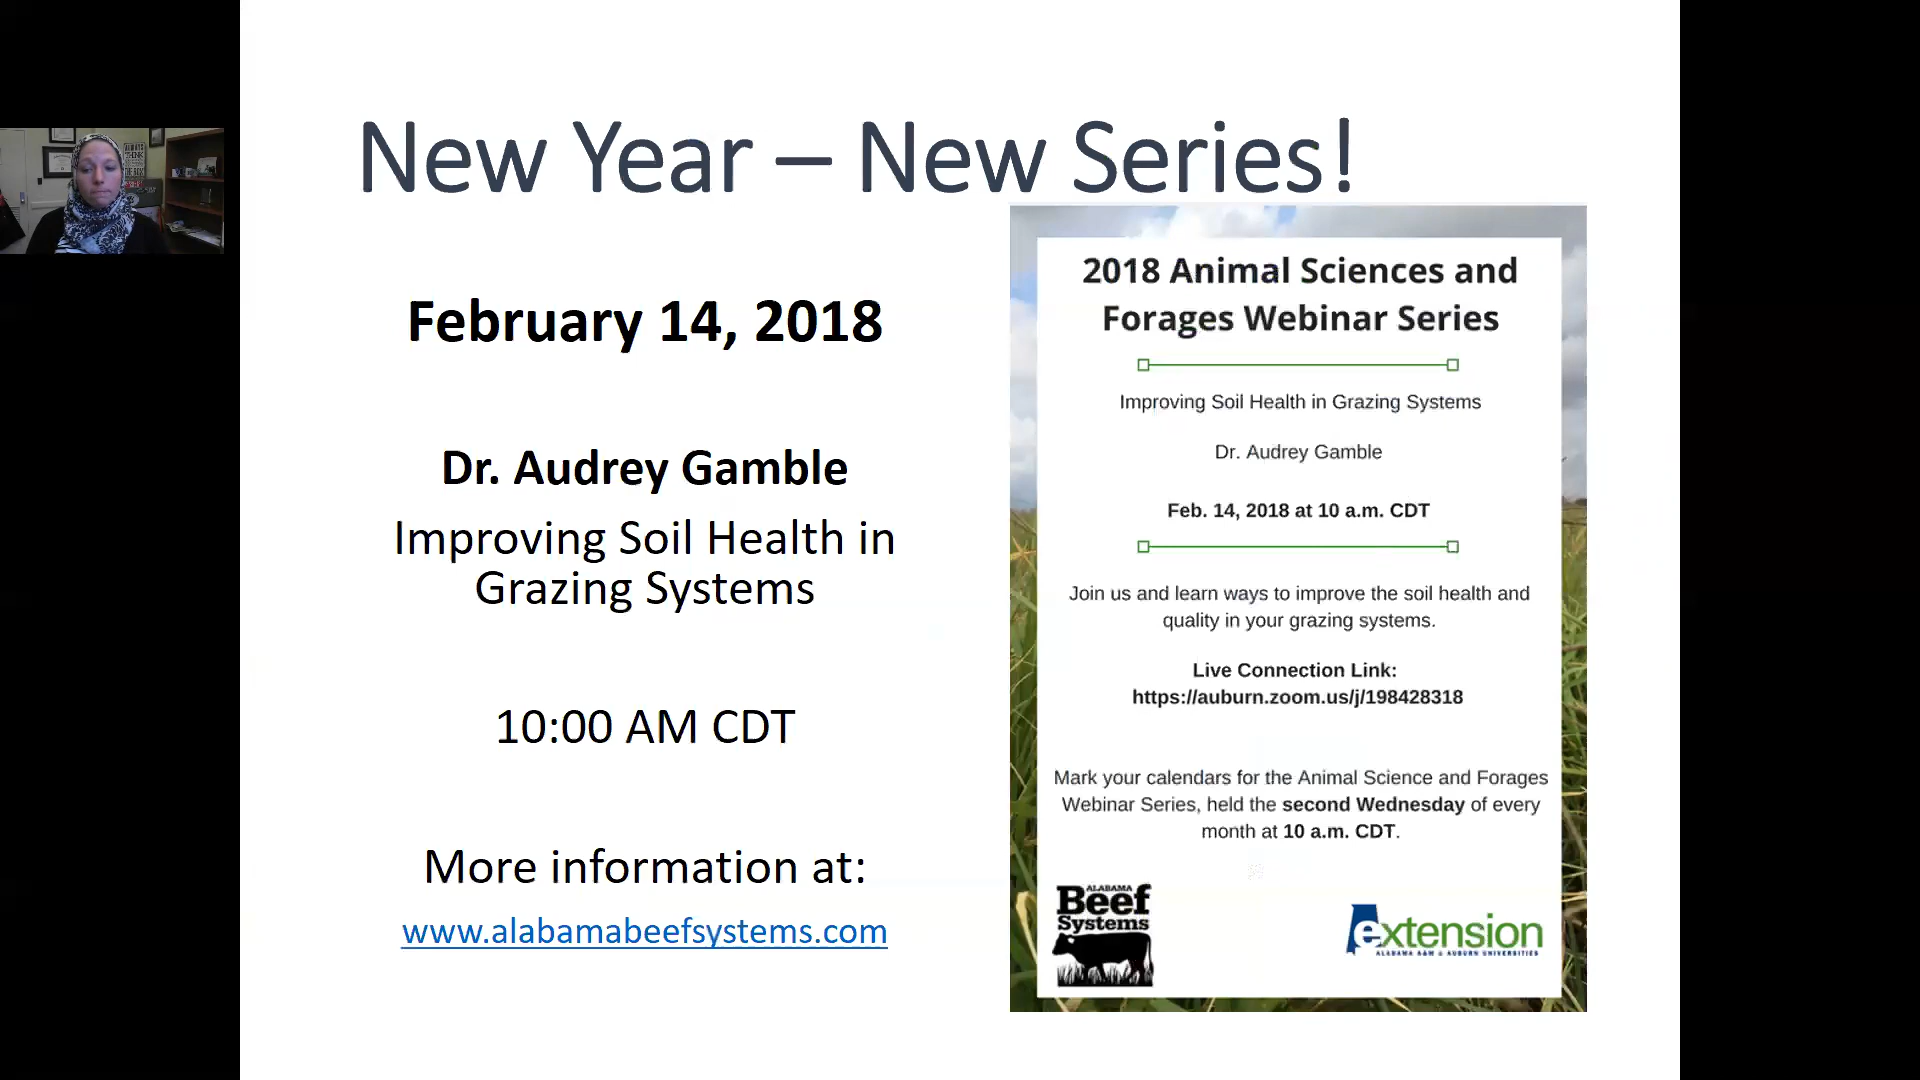 New Year – New Series!
February 14, 2018
Dr. Audrey Gamble
Improving Soil Health in
Grazing Systems
10:00 AM CDT
More information at:
www.alabamabeefsystems.com
2018 Animal Sciences and
Forages Webinar Series
Improving Soil Health in Grazing Systems
Dr. Audrey Gamble
Feb. 14, 2018 at 10 a.m. CDT
Join us and learn ways to improve the soil health and
quality in your grazing systems.
Live Connection Link:
https://auburn.zoom.us/j/198428318
Mark your calendars for the Animal Science and Forages
Webinar Series, held the second Wednesday of every
month at 10 a.m. CDT.
ALABAMA
Beef
Systems
extension
ALABAMA A&M & AUBURN UNIVERSITIES
ALWAYS
THINK